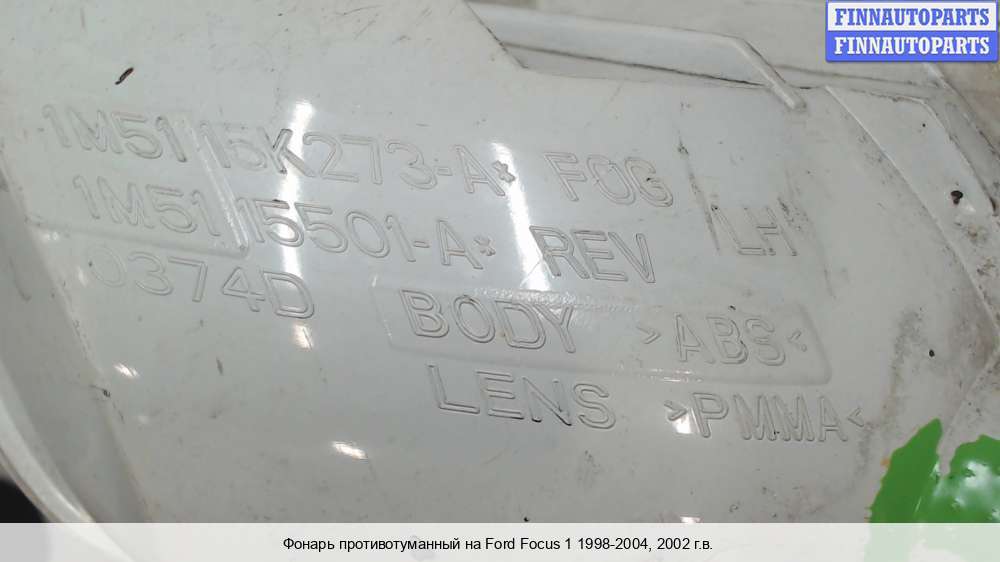 FINNAUTOPARTS
FINNAUTOPARTS
1M51 15K273-A* FOG
1M51 15501-A* REV LH
0374D
BODY >ABS<
LENS >PMMA<
Фонарь противотуманный на Ford Focus 1 1998-2004, 2002 г.в.